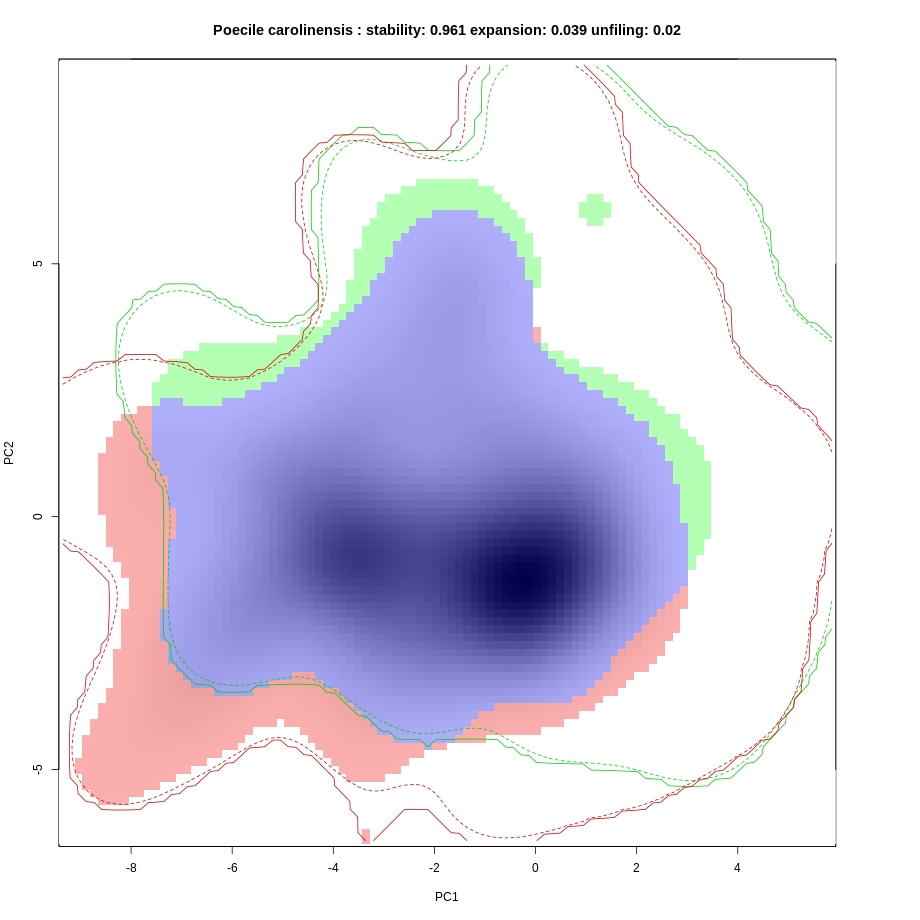 Poecile carolinensis : stability: 0.961 expansion: 0.039 unfiling: 0.02
5
0
-5
PC2
-8 -6 -4 -2 0 2 4
PC1